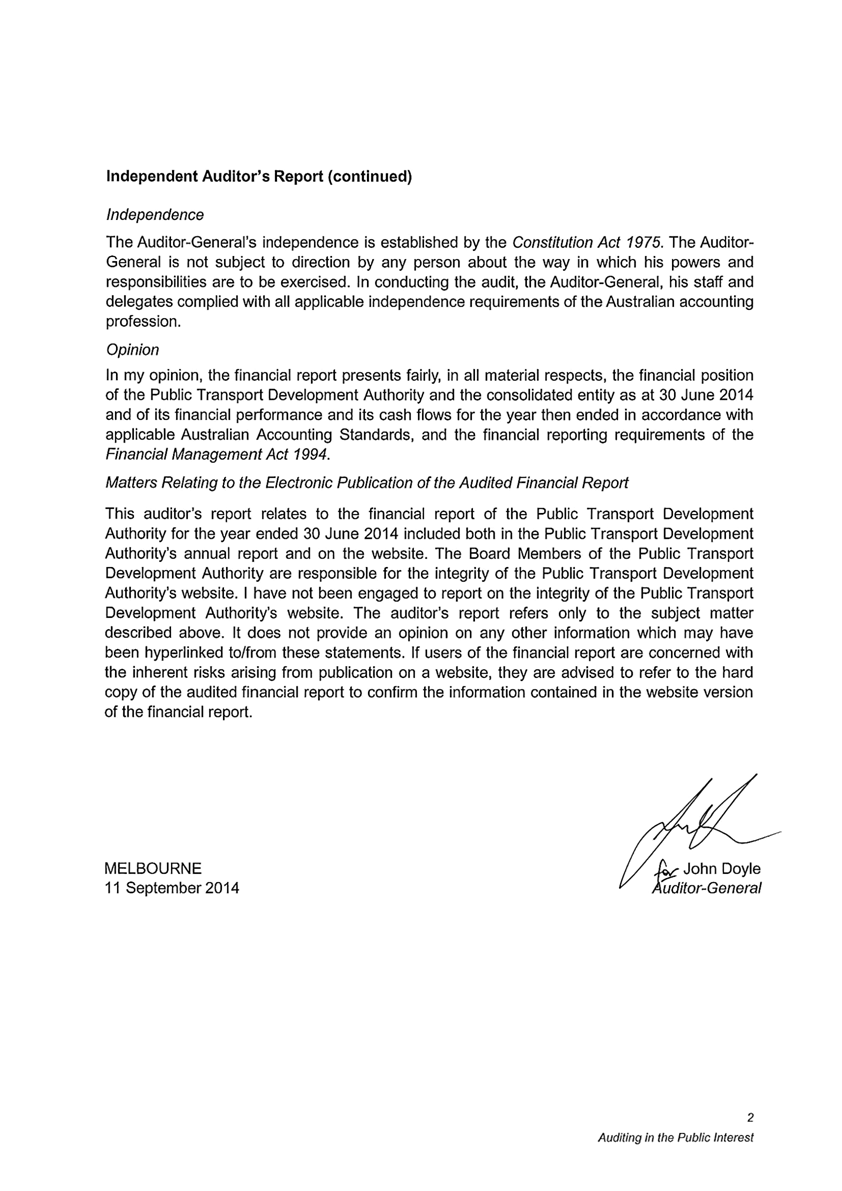 Independent Auditor's Report (continued)
Independence
The Auditor-General's independence is established by the Constitution Act 1975. The Auditor-
General is not subject to direction by any person about the way in which his powers and
responsibilities are to be exercised. In conducting the audit, the Auditor-General, his staff and
delegates complied with all applicable independence requirements of the Australian accounting
profession.
Opinion
In my opinion, the financial report presents fairly, in all material respects, the financial position
of the Public Transport Development Authority and the consolidated entity as at 30 June 2014
and of its financial performance and its cash flows for the year then ended in accordance with
applicable Australian Accounting Standards, and the financial reporting requirements of the
Financial Management Act 1994.
Matters Relating to the Electronic Publication of the Audited Financial Report
This auditor's report relates to the financial report of the Public Transport Development
Authority for the year ended 30 June 2014 included both in the Public Transport Development
Authority's annual report and on the website. The Board Members of the Public Transport
Development Authority are responsible for the integrity of the Public Transport Development
Authority's website. I have not been engaged to report on the integrity of the Public Transport
Development Authority's website. The auditor's report refers only to the subject matter
described above. It does not provide an opinion on any other information which may have
been hyperlinked to/from these statements. If users of the financial report are concerned with
the inherent risks arising from publication on a website, they are advised to refer to the hard
copy of the audited financial report to confirm the information contained in the website version
of the financial report.
MELBOURNE
11 September 2014
for John Doyle
Auditor-General
2
Auditing in the Public Interest